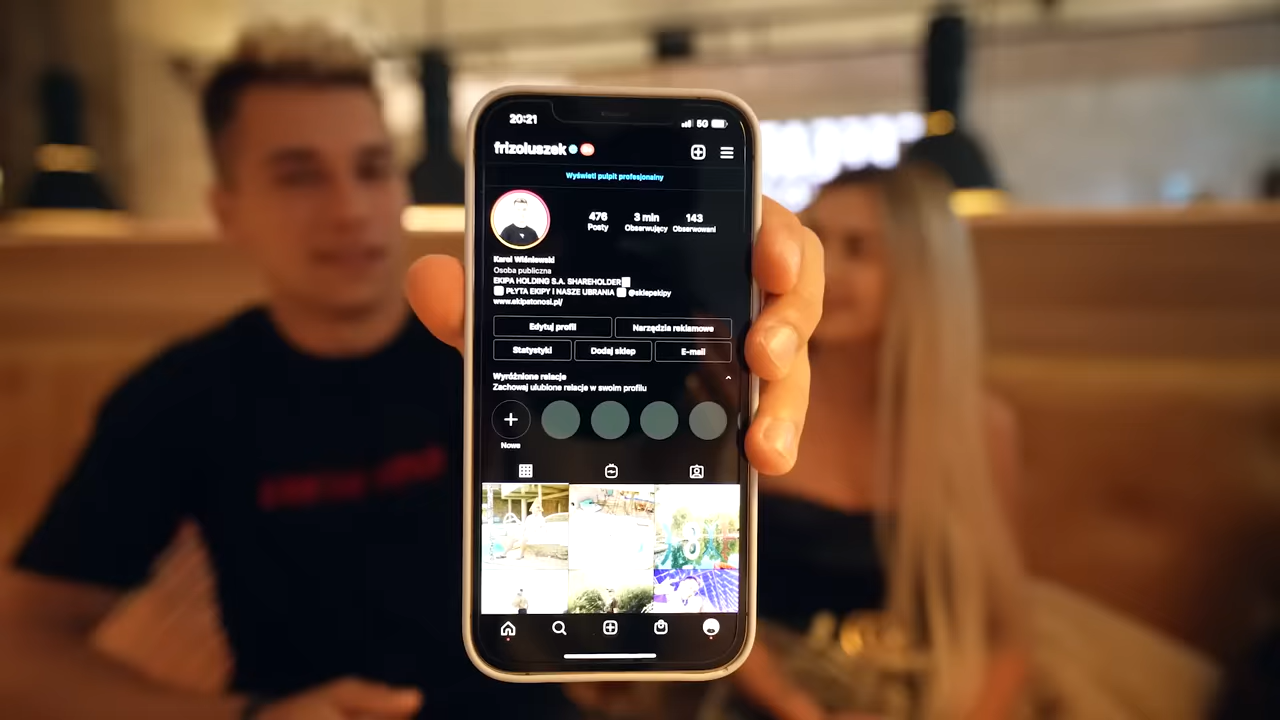 20:21
5G
frizoluszek
Wyświetl pulpit profesjonalny
476 3 min 143
Posty Obserwujący Obserwowani
Karol Wiśniewski
Osoba publiczna
EKIPA HOLDING S.A. SHAREHOLDER
PŁYTA EKIPY I NASZE UBRANIA @sklepekipy
www.ekipatonosi.pl/
Edytuj profil Narzędzia reklamowe
Statystyki Dodaj sklep E-mail
Wyróżnione relacje
Zachowaj ulubione relacje w swoim profilu
Nowe